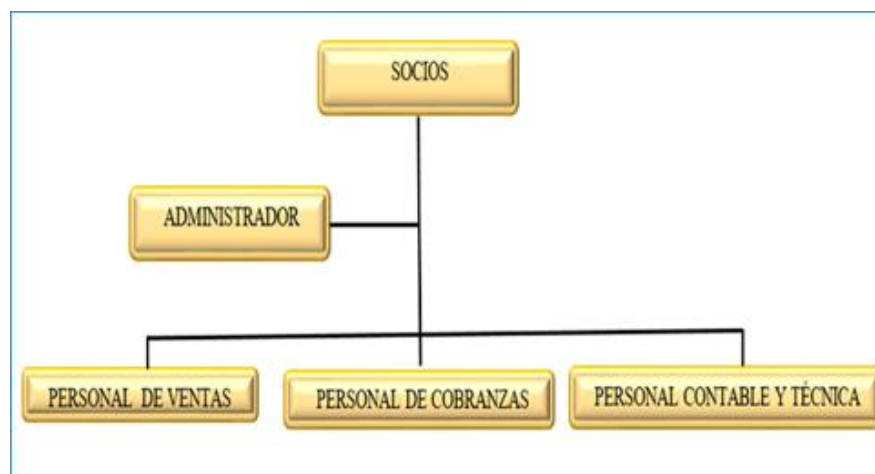 SOCIOS
ADMINISTRADOR
PERSONAL DE VENTAS
PERSONAL DE COBRANZAS
PERSONAL CONTABLE Y TÉCNICA